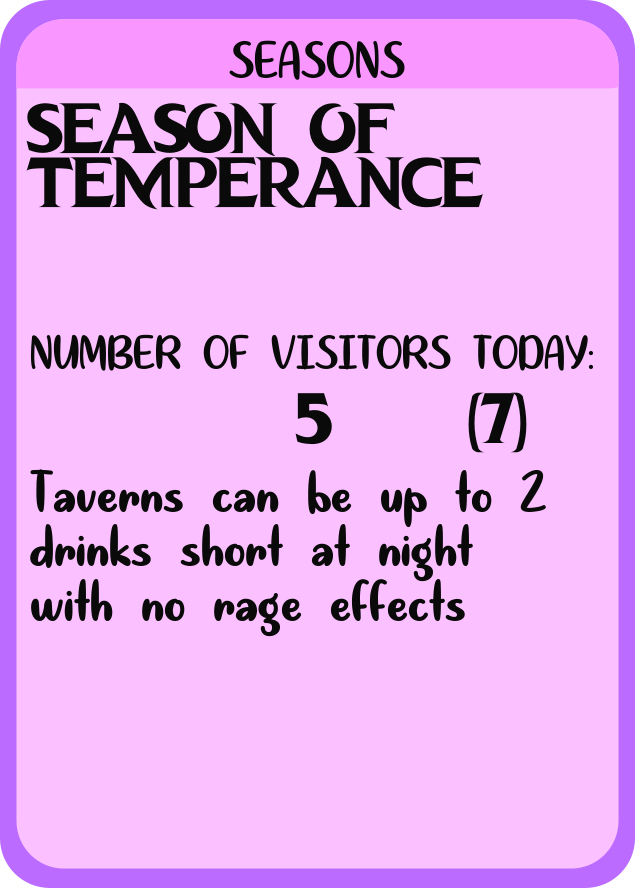 SEASONS
SEASON OF
TEMPERANCE
NUMBER OF VISITORS TODAY:
5 (7)
Taverns can be up to 2
drinks short at night
with no rage effects